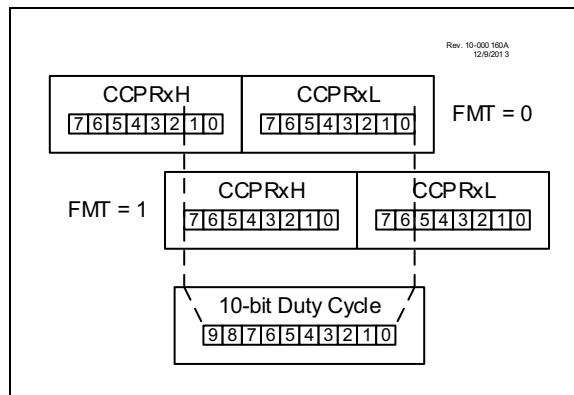 Rev. 10-000 160A
12/9/201 3
CCPRxH CCPRxL
7 6 5 4 3 2 1 0 7 6 5 4 3 2 1 0 FMT = 0
CCPRxH CCPRxL
FMT = 1 7 6 5 4 3 2 1 0 7 6 5 4 3 2 1 0
10-bit Duty Cycle
9 8 7 6 5 4 3 2 1 0